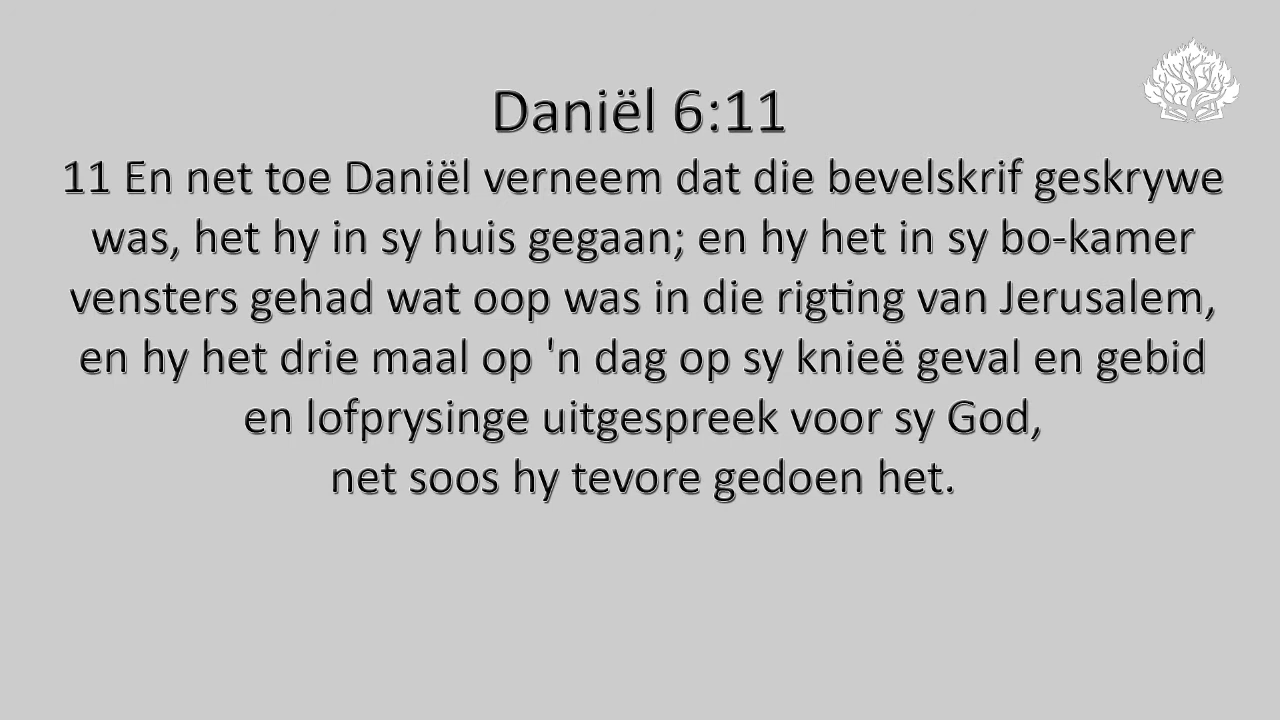 Daniël 6:11
11 En net toe Daniël verneem dat die bevelskrif geskrywe
was, het hy in sy huis gegaan; en hy het in sy bo-kamer
vensters gehad wat oop was in die rigting van Jerusalem,
en hy het drie maal op 'n dag op sy knieë geval en gebid
en lofprysinge uitgespreek voor sy God,
net soos hy tevore gedoen het.